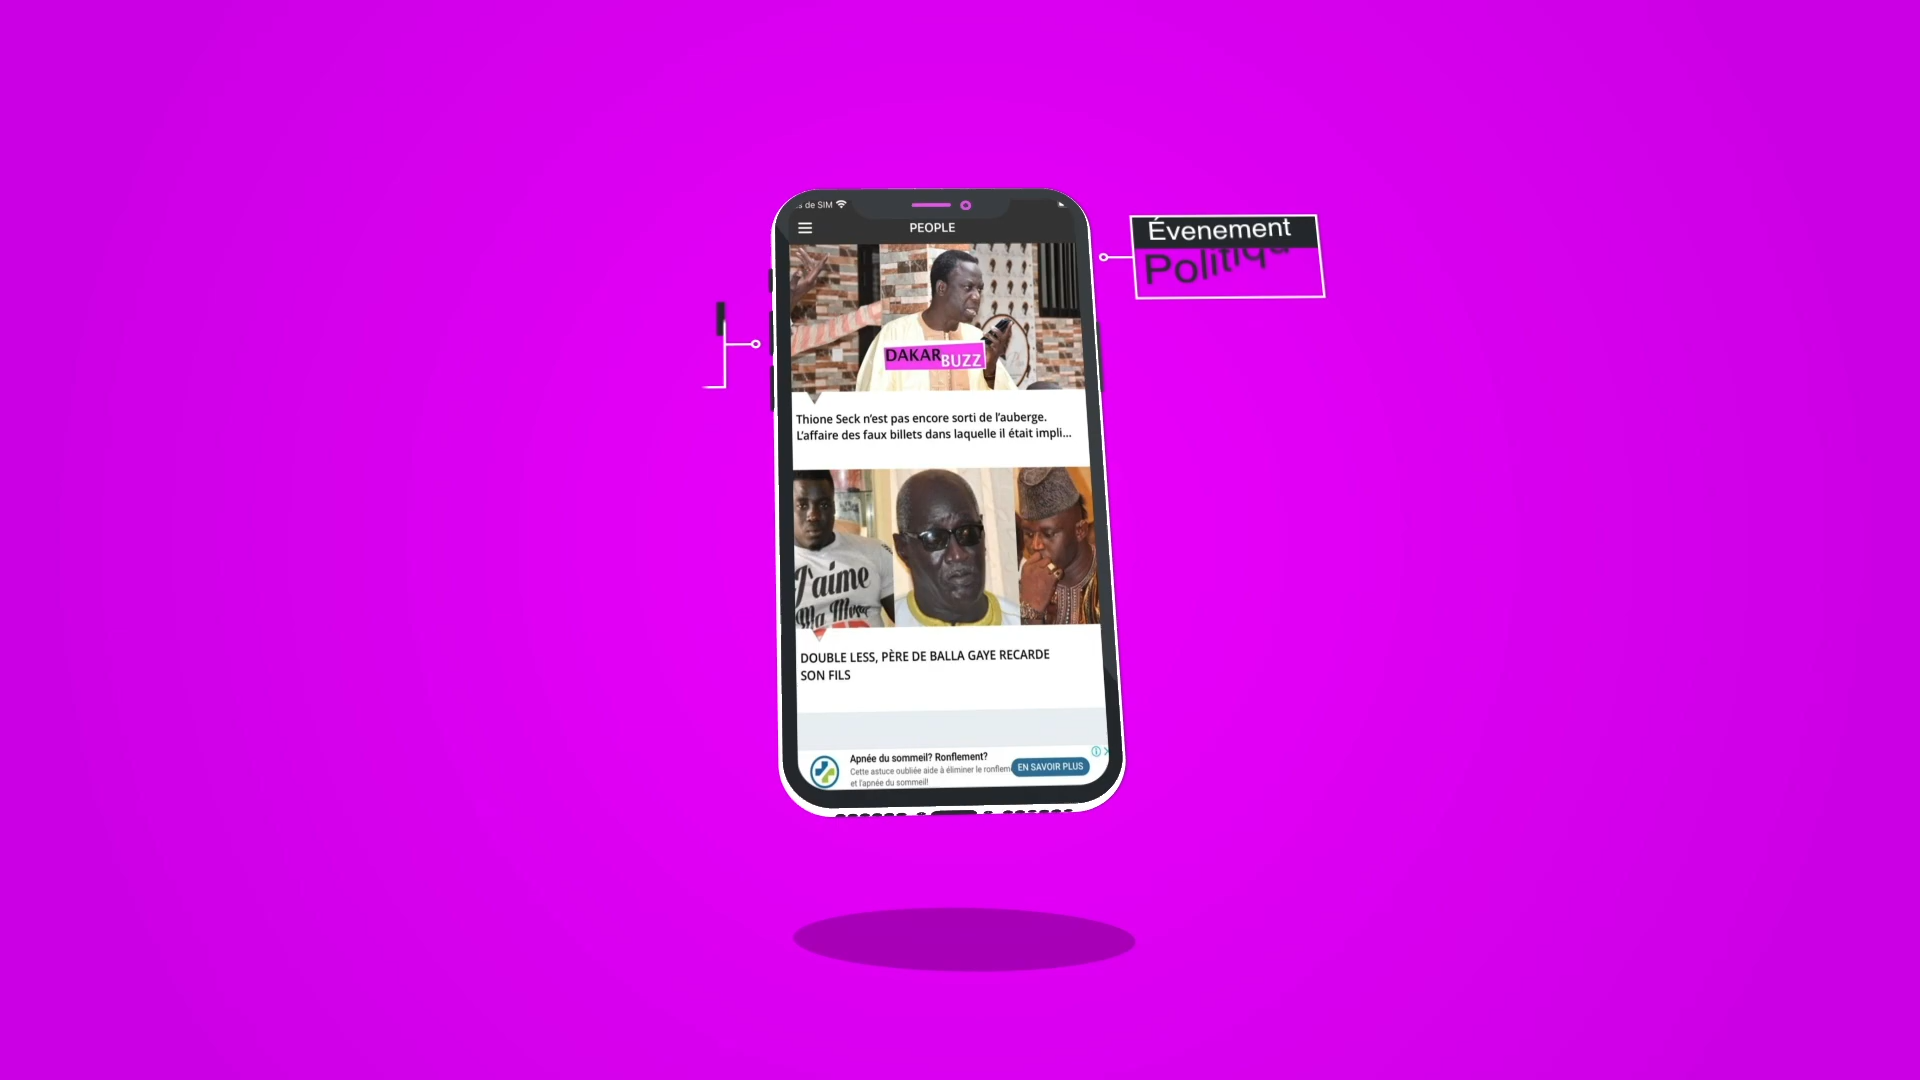 de SIM
PEOPLE
Évenement
DAKAR
BUZZ
Thione Seck n'est pas encore sorti de l'auberge.
L'affaire des faux billets dans laquelle il était impli...
J'aime
Ma
DOUBLE LESS, PÈRE DE BALLA GAYE RECARDE
SON FILS
Apnée du sommeil? Ronflement?
Cette astuce oubliée aide à éliminer le ronflem
et l'apnée du sommeil!
EN SAVOIR PLUS